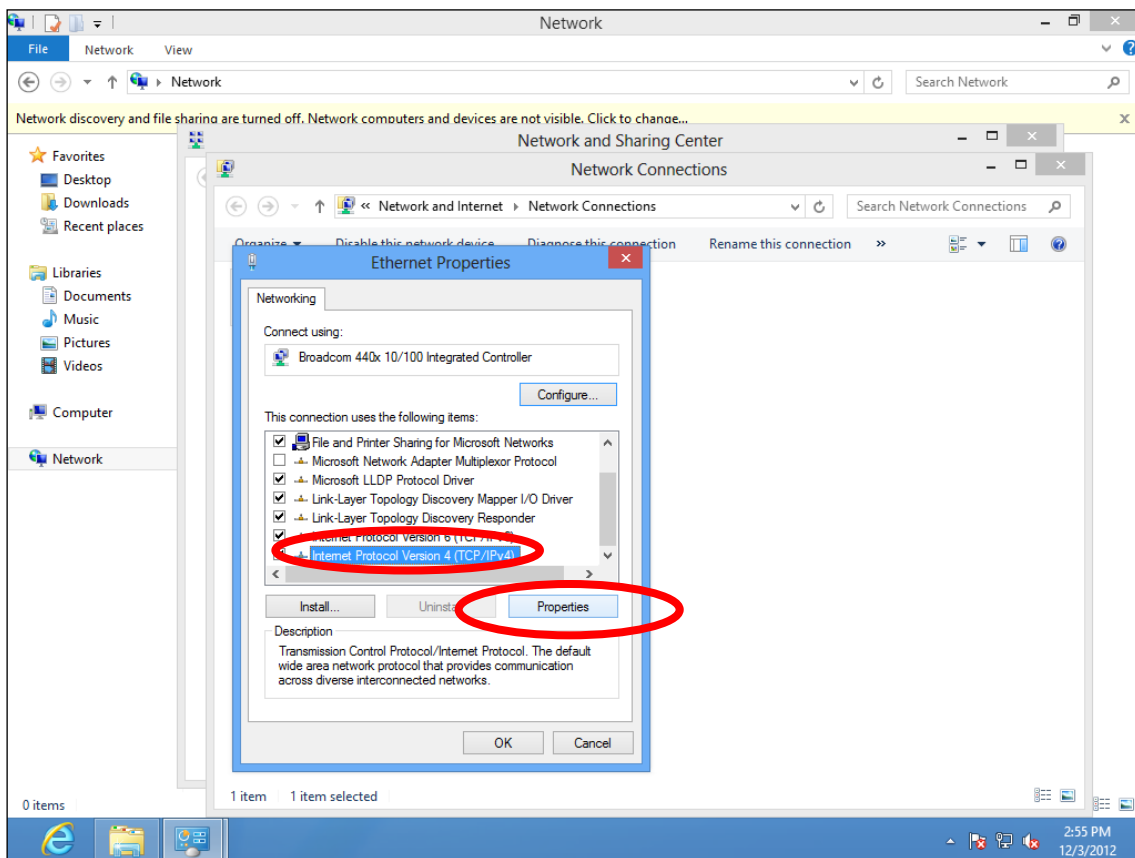 Network
File Network View
Network
Search Network
Network discovery and file sharing are turned off. Network computers and devices are not visible. Click to change...
Favorites
Desktop
Downloads
Recent places
Libraries
Documents
Music
Pictures
Videos
Computer
Network
0 items
Network and Sharing Center
Network Connections
« Network and Internet Network Connections
Search Network Connections
Organize Disable this network device Diagnose this connection Rename this connection »
Ethernet Properties
Networking
Connect using:
Broadcom 440x 10/100 Integrated Controller
Configure...
This connection uses the following items:
File and Printer Sharing for Microsoft Networks
Microsoft Network Adapter Multiplexor Protocol
Microsoft LLDP Protocol Driver
Link-Layer Topology Discovery Mapper I/O Driver
Link-Layer Topology Discovery Responder
Internet Protocol Version 6 (TCP/IPv6)
Internet Protocol Version 4 (TCP/IPv4)
Install... Properties
Description
Transmission Control Protocol/Internet Protocol. The default
wide area network protocol that provides communication
across diverse interconnected networks.
OK Cancel
1 item 1 item selected
2:55 PM
12/3/2012